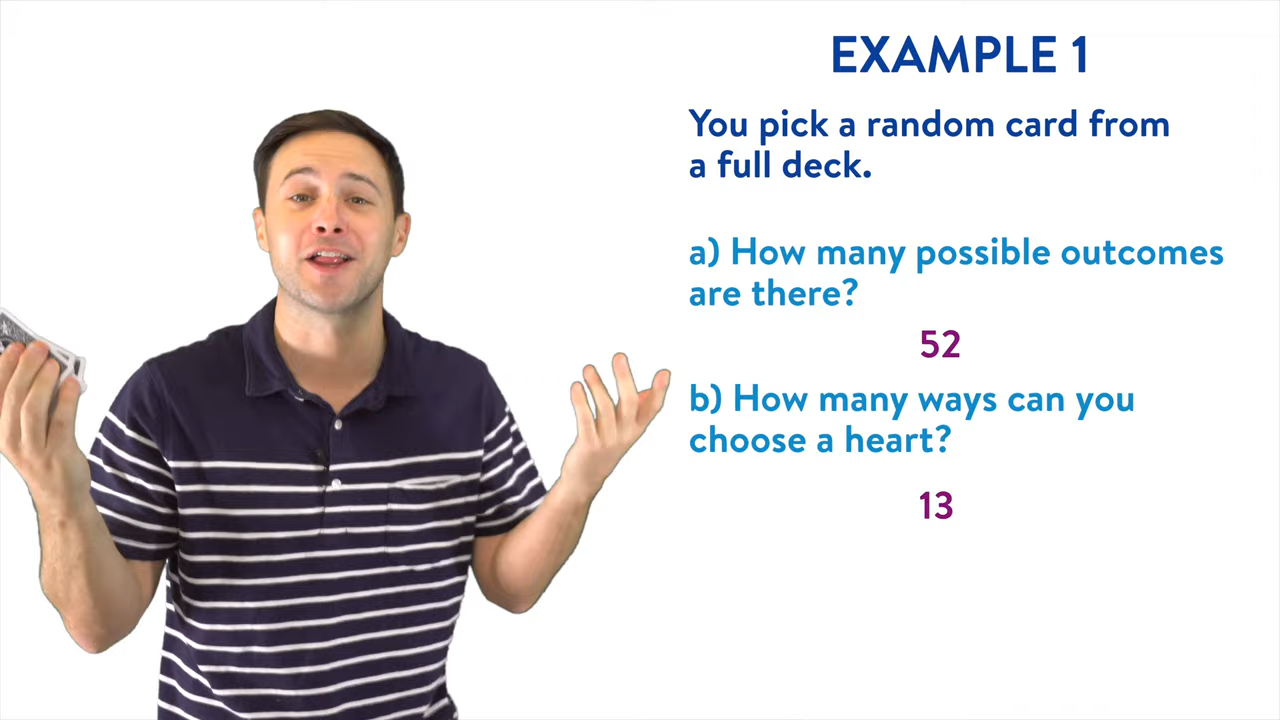 EXAMPLE 1
You pick a random card from
a full deck.
a) How many possible outcomes
are there?
52
b) How many ways can you
choose a heart?
13